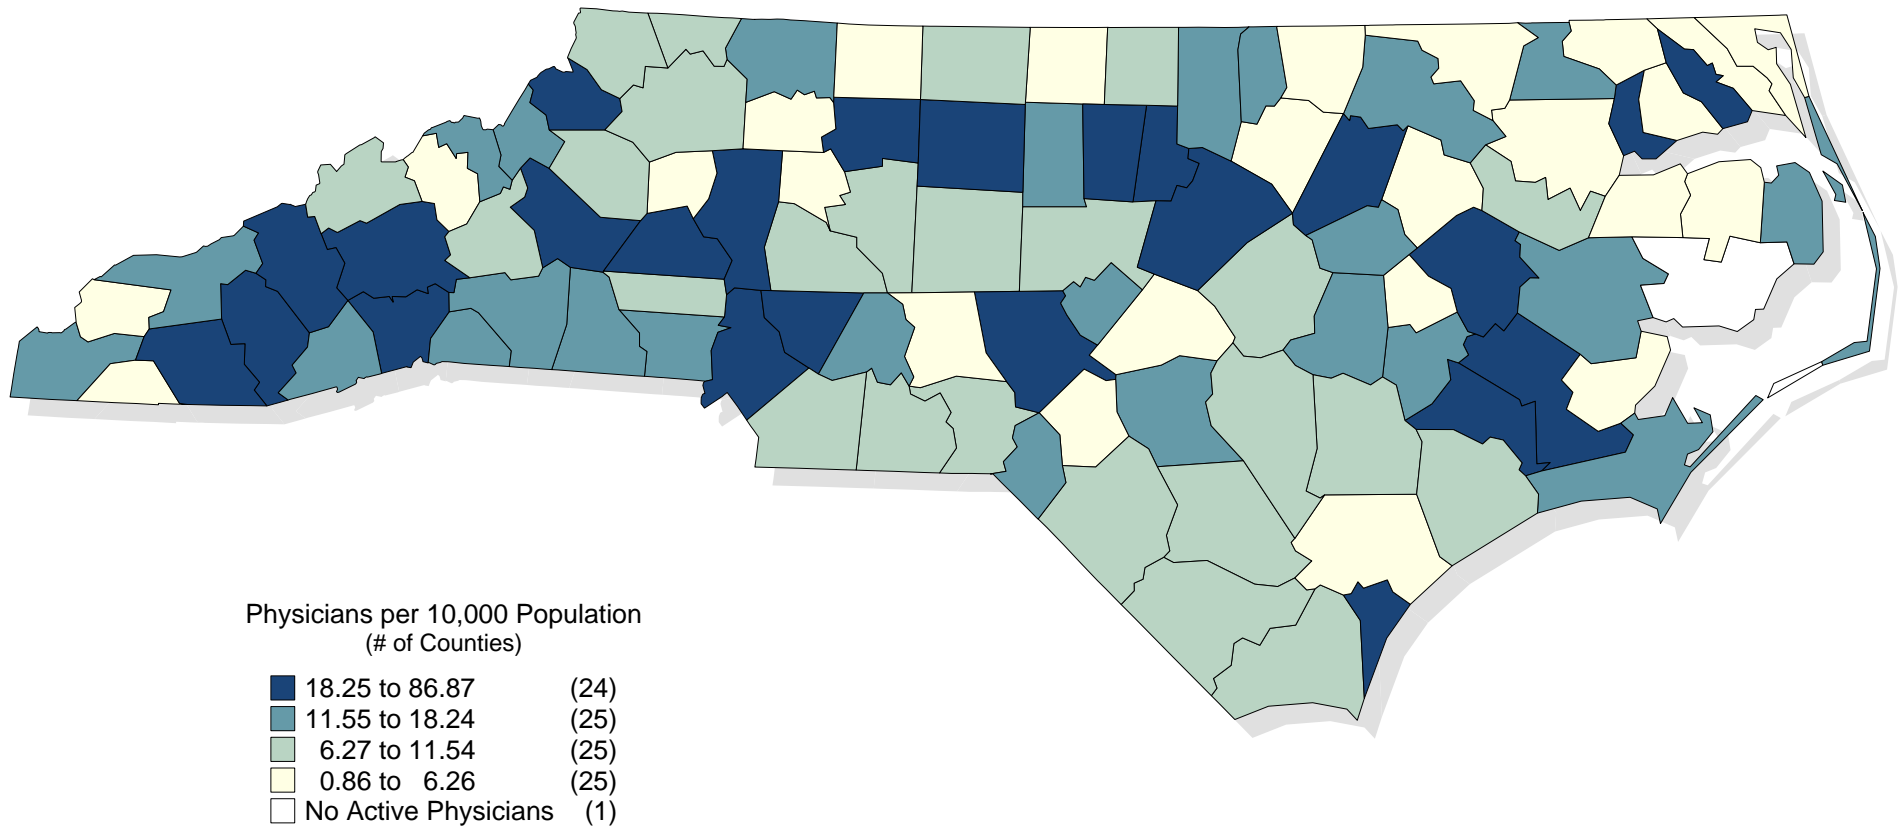 Physicians per 10,000 Population
(# of Counties)
18.25 to 86.87 (24)
11.55 to 18.24 (25)
6.27 to 11.54 (25)
0.86 to 6.26 (25)
No Active Physicians (1)